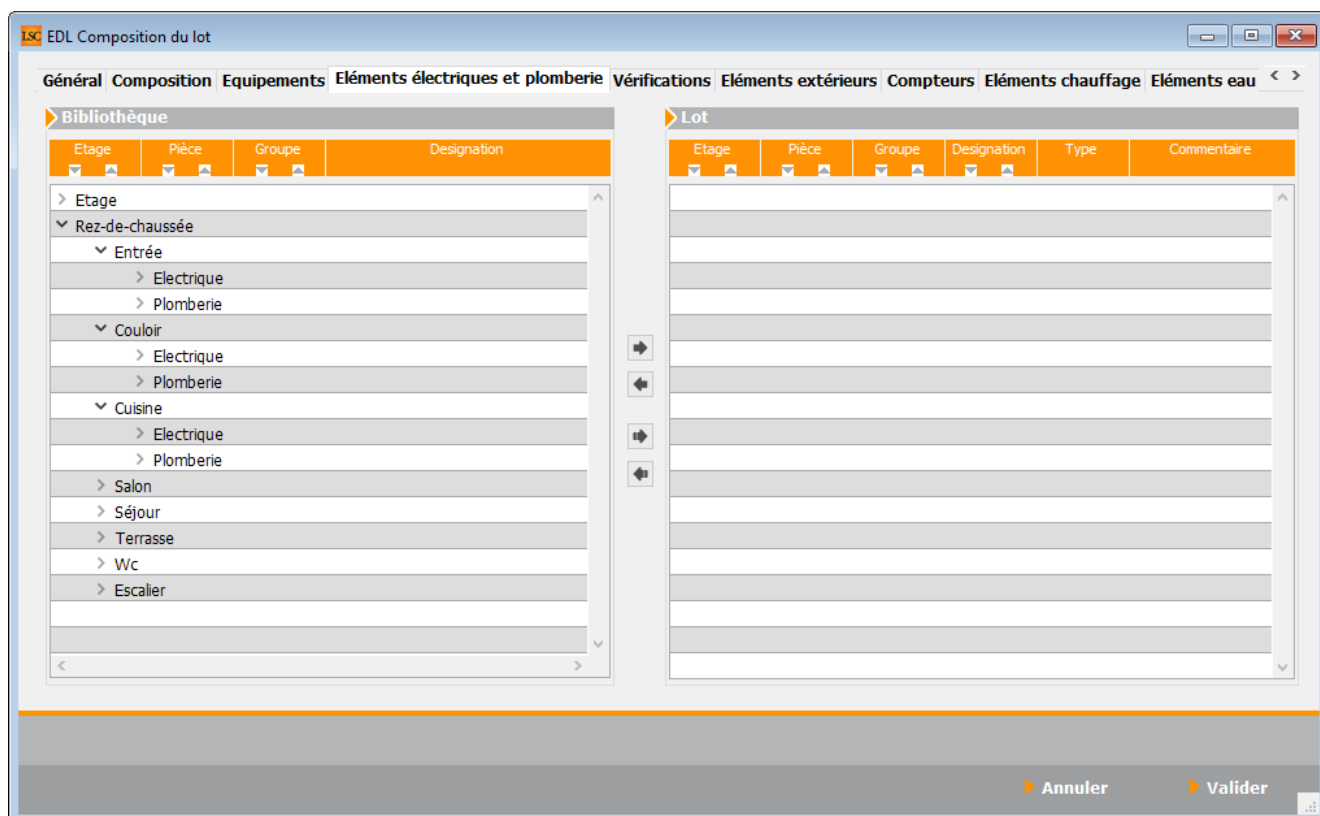 LSC EDL Composition du lot
Général Composition Equipements Eléments électriques et plomberie Vérifications Eléments extérieurs Compteurs Eléments chauffage Eléments eau
Bibliothèque
Etage Pièce Groupe Designation
Etage
Rez-de-chaussée
Entrée
Electrique
Plomberie
Couloir
Electrique
Plomberie
Cuisine
Electrique
Plomberie
Salon
Séjour
Terrasse
Wc
Escalier
Lot
Etage Pièce Groupe Designation Type Commentaire
Annuler Valider